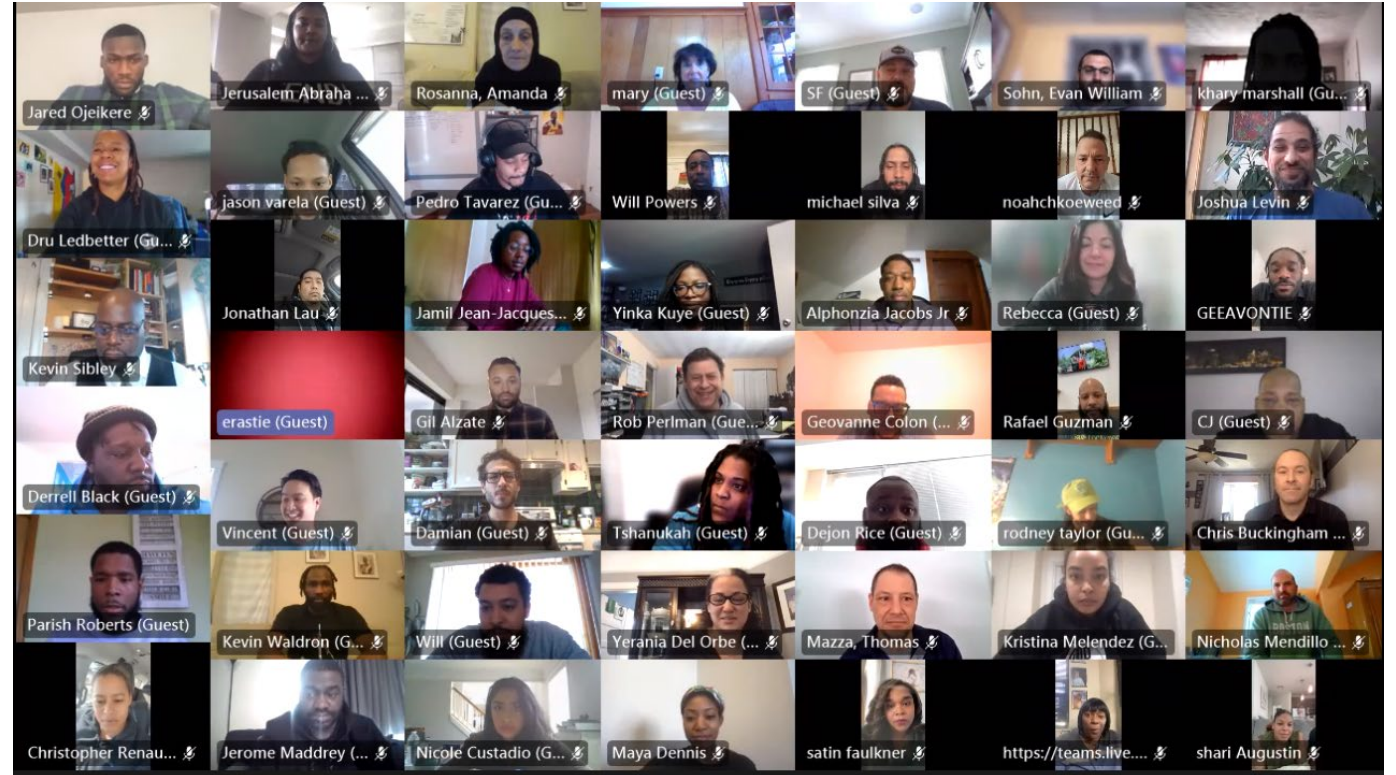 Jared Ojeikere
Jerusalem Abraha ...
Rosanna, Amanda
mary (Guest)
SF (Guest)
Sohn, Evan William
khary marshall (Gu...
Dru Ledbetter (Gu...
jason varela (Guest)
Pedro Tavarez (Gu...
Will Powers
michael silva
noahchkoeweed
Joshua Levin
Kevin Sibley
Jonathan Lau
Jamil Jean-Jacques...
Yinka Kuye (Guest)
Alphonzia Jacobs Jr
Rebecca (Guest)
GEEAVONTIE
erastie (Guest)
Gil Alzate
Rob Perlman (Gue...
Geovanne Colon (...
Rafael Guzman
CJ (Guest)
Derrell Black (Guest)
Vincent (Guest)
Damian (Guest)
Tshanukah (Guest)
Dejon Rice (Guest)
rodney taylor (Gu...
Chris Buckingham ...
Parish Roberts (Guest)
Kevin Waldron (G...
Will (Guest)
Yerania Del Orbe (...
Mazza, Thomas
Kristina Melendez (G...
Nicholas Mendillo ...
Christopher Renau...
Jerome Maddrey (...
Nicole Custadio (G...
Maya Dennis
satin faulkner
https://teams.live....
shari Augustin